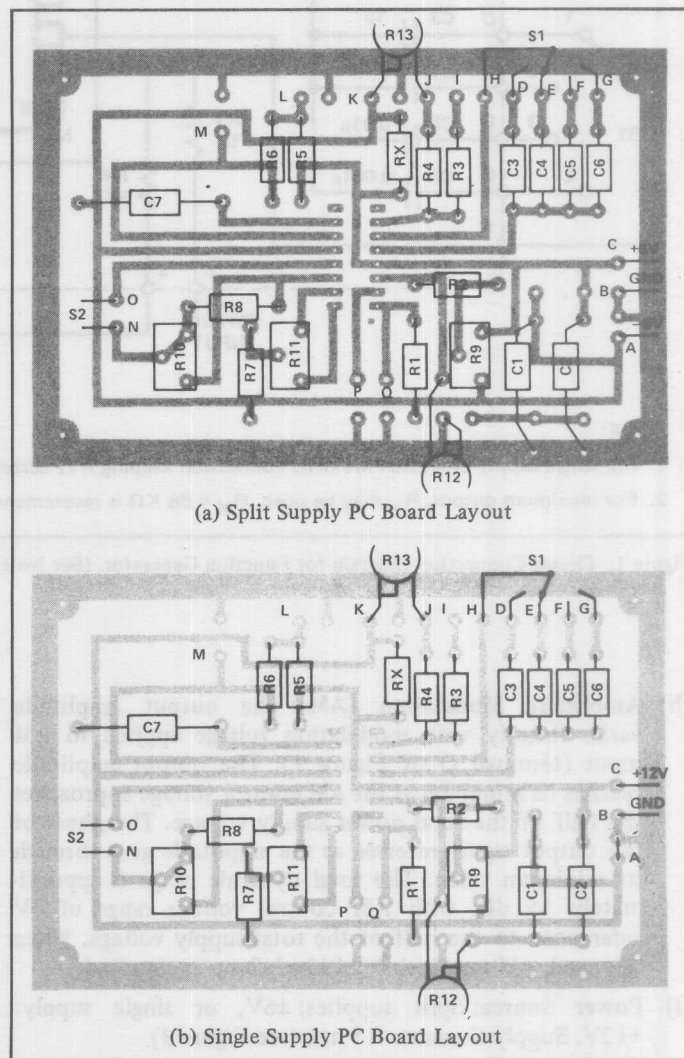 R13 S1
L K J I H D E F G
M
R6 R5 RX R4 R3 C3 C4 C5 C6
C7
C +6V
GND
R2 B
O R8
S2
N
A
R10 R7 R11 R1 R9 C1
P Q
R12
(a) Split Supply PC Board Layout
R13 S1
L K J I H D E F G
M
R6 R5 RX R4 R3 C3 C4 C5 C6
C7
C +12V
GND
R2 B
O R8
S2
N
A
R10 R7 R11 R1 R9 C1 C2
P Q
R12
(b) Single Supply PC Board Layout